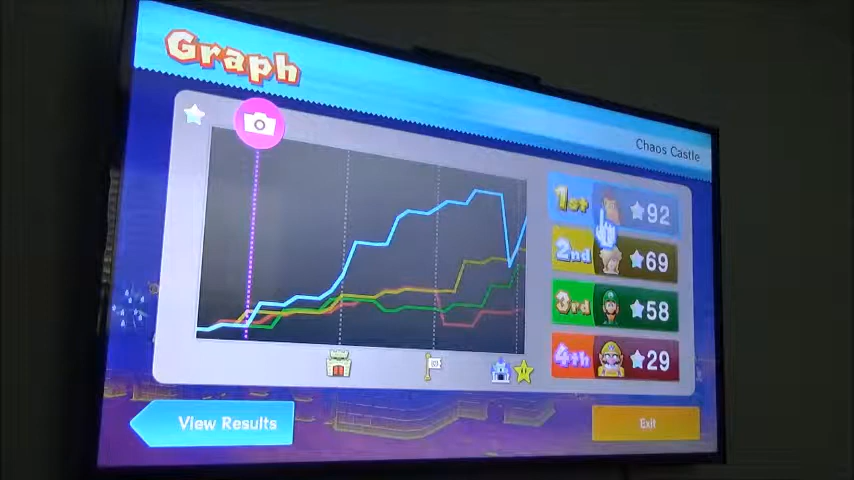 Graph
Chaos Castle
1st 92
2nd 69
3rd 58
4th 29
View Results
Exit